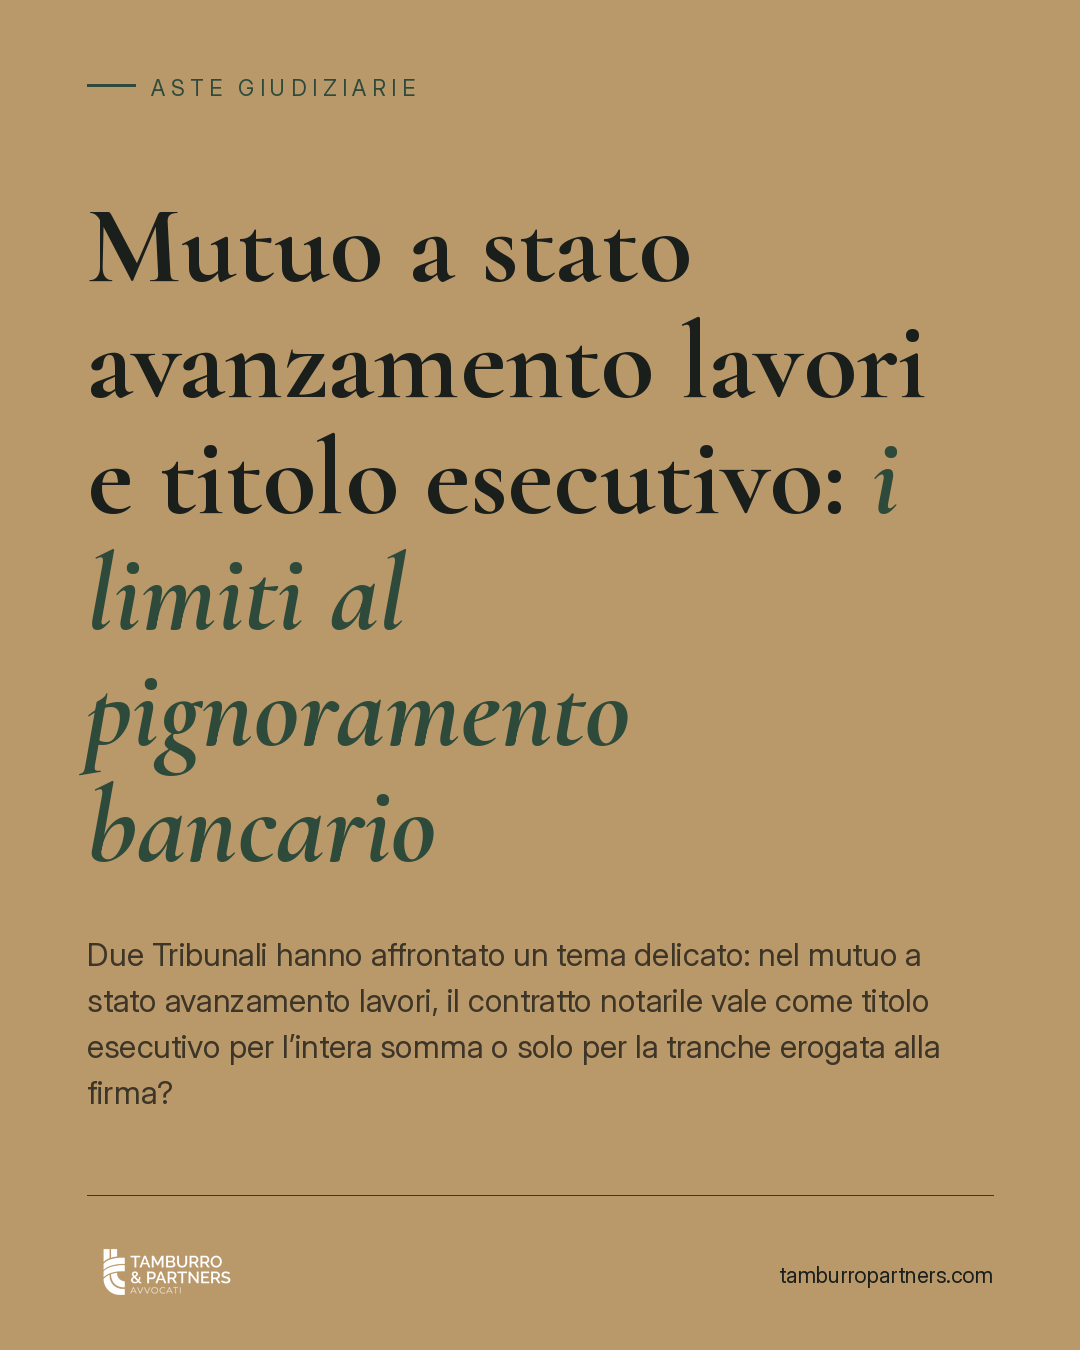 ASTE GIUDIZIARIE
Mutuo a stato
avanzamento lavori
e titolo esecutivo: i
limiti al
pignoramento
bancario
Due Tribunali hanno affrontato un tema delicato: nel mutuo a
stato avanzamento lavori, il contratto notarile vale come titolo
esecutivo per l’intera somma o solo per la tranche erogata alla
firma?
TAMBURRO
& PARTNERS
AVVOCATI
tamburropartners.com